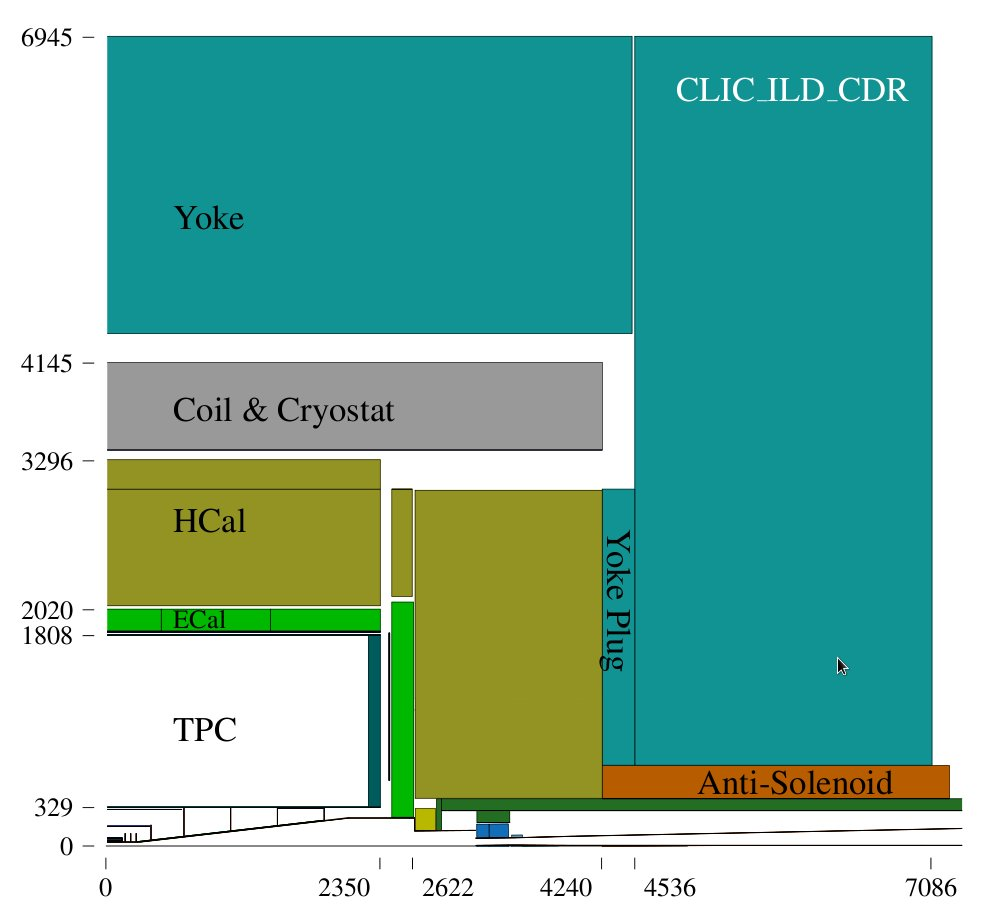 6945
CLIC_ILD_CDR
Yoke
4145
Coil & Cryostat
3296
HCal
Yoke Plug
2020
ECal
1808
TPC
Anti-Solenoid
329
0
0 2350 2622 4240 4536 7086